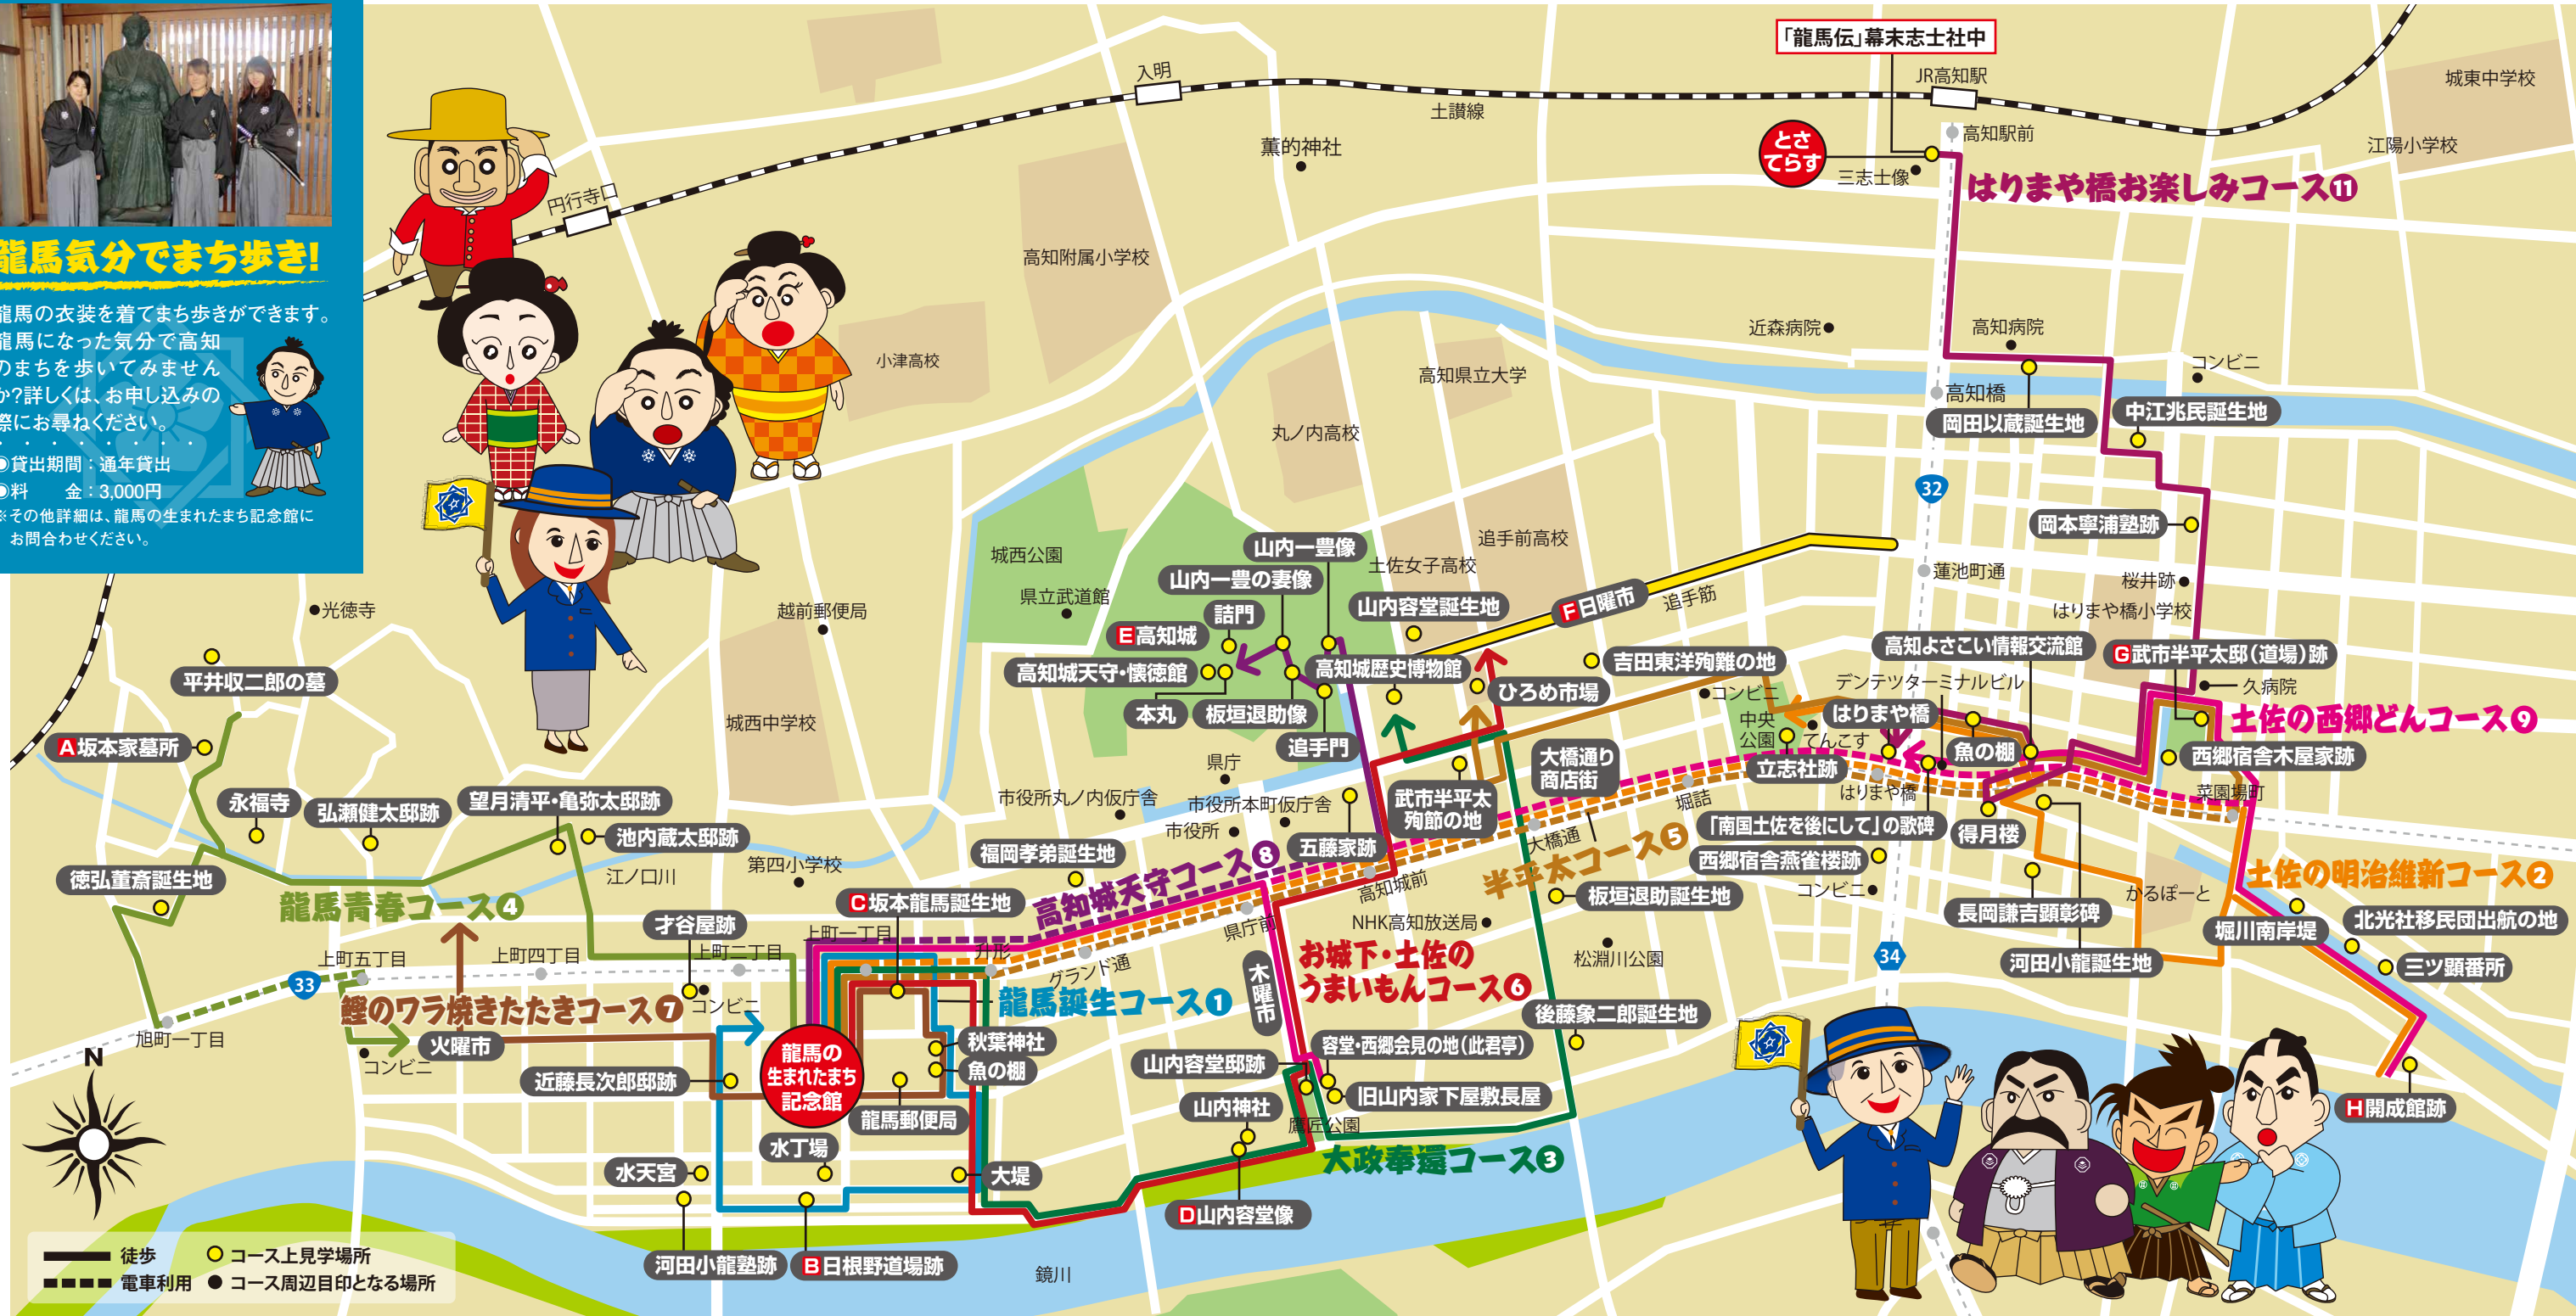 龍馬気分でまち歩き!
龍馬の衣装を着てまち歩きができます。
龍馬になった気分で高知
のまちを歩いてみません
か?詳しくは、お申し込みの
際にお尋ねください。
◉貸出期間：通年貸出
◉料　　金：3,000円
※その他詳細は、龍馬の生まれたまち記念館に
お問合わせください。
「龍馬伝」幕末志士社中
JR高知駅
城東中学校
入明
土讃線
とさ
てらす
高知駅前
江陽小学校
三志士像
はりまや橋お楽しみコース11
円行寺口
薫的神社
高知附属小学校
小津高校
近森病院
高知病院
コンビニ
高知県立大学
高知橋
岡田以蔵誕生地
中江兆民誕生地
丸ノ内高校
32
岡本寧浦塾跡
追手前高校
山内一豊像
土佐女子高校
城西公園
山内一豊の妻像
県立武道館
詰門
山内容堂誕生地
F日曜市
追手筋
蓮池町通
桜井跡
はりまや橋小学校
光徳寺
越前郵便局
E高知城
高知城天守・懐徳館
高知城歴史博物館
吉田東洋殉難の地
高知よさこい情報交流館
G武市半平太邸(道場)跡
平井収二郎の墓
本丸
板垣退助像
ひろめ市場
コンビニ
デンテツターミナルビル
久病院
城西中学校
追手門
中央
公園
はりまや橋
てんこす
魚の棚
土佐の西郷どんコース9
A坂本家墓所
県庁
大橋通り
商店街
立志社跡
西郷宿舎木屋家跡
永福寺
弘瀬健太邸跡
望月清平・亀弥太邸跡
市役所丸ノ内仮庁舎
市役所本町仮庁舎
武市半平太
殉節の地
堀詰
はりまや橋
菜園場町
池内蔵太邸跡
市役所
五藤家跡
大橋通
「南国土佐を後にして」の歌碑
得月楼
徳弘董斎誕生地
江ノ口川
第四小学校
福岡孝弟誕生地
高知城天守コース8
高知城前
半平太コース5
西郷宿舎燕雀楼跡
コンビニ
土佐の明治維新コース2
龍馬青春コース4
C坂本龍馬誕生地
板垣退助誕生地
長岡謙吉顕彰碑
かるぽーと
才谷屋跡
上町一丁目
升形
県庁前
NHK高知放送局
堀川南岸堤
北光社移民団出航の地
上町五丁目
上町四丁目
上町二丁目
グランド通
お城下・土佐の
うまいもんコース6
松淵川公園
34
河田小龍誕生地
三ツ頭番所
33
鰹のワラ焼きたたきコース7
コンビニ
龍馬誕生コース1
木曜市
後藤象二郎誕生地
旭町一丁目
コンビニ
火曜市
龍馬の
生まれたまち
記念館
秋葉神社
魚の棚
容堂・西郷会見の地(此君亭)
山内容堂邸跡
近藤長次郎邸跡
旧山内家下屋敷長屋
龍馬郵便局
山内神社
鷹匠公園
H開成館跡
N
水丁場
大政奉還コース3
水天宮
大堤
D山内容堂像
河田小龍塾跡
B日根野道場跡
鏡川
徒歩
コース上見学場所
電車利用
コース周辺目印となる場所